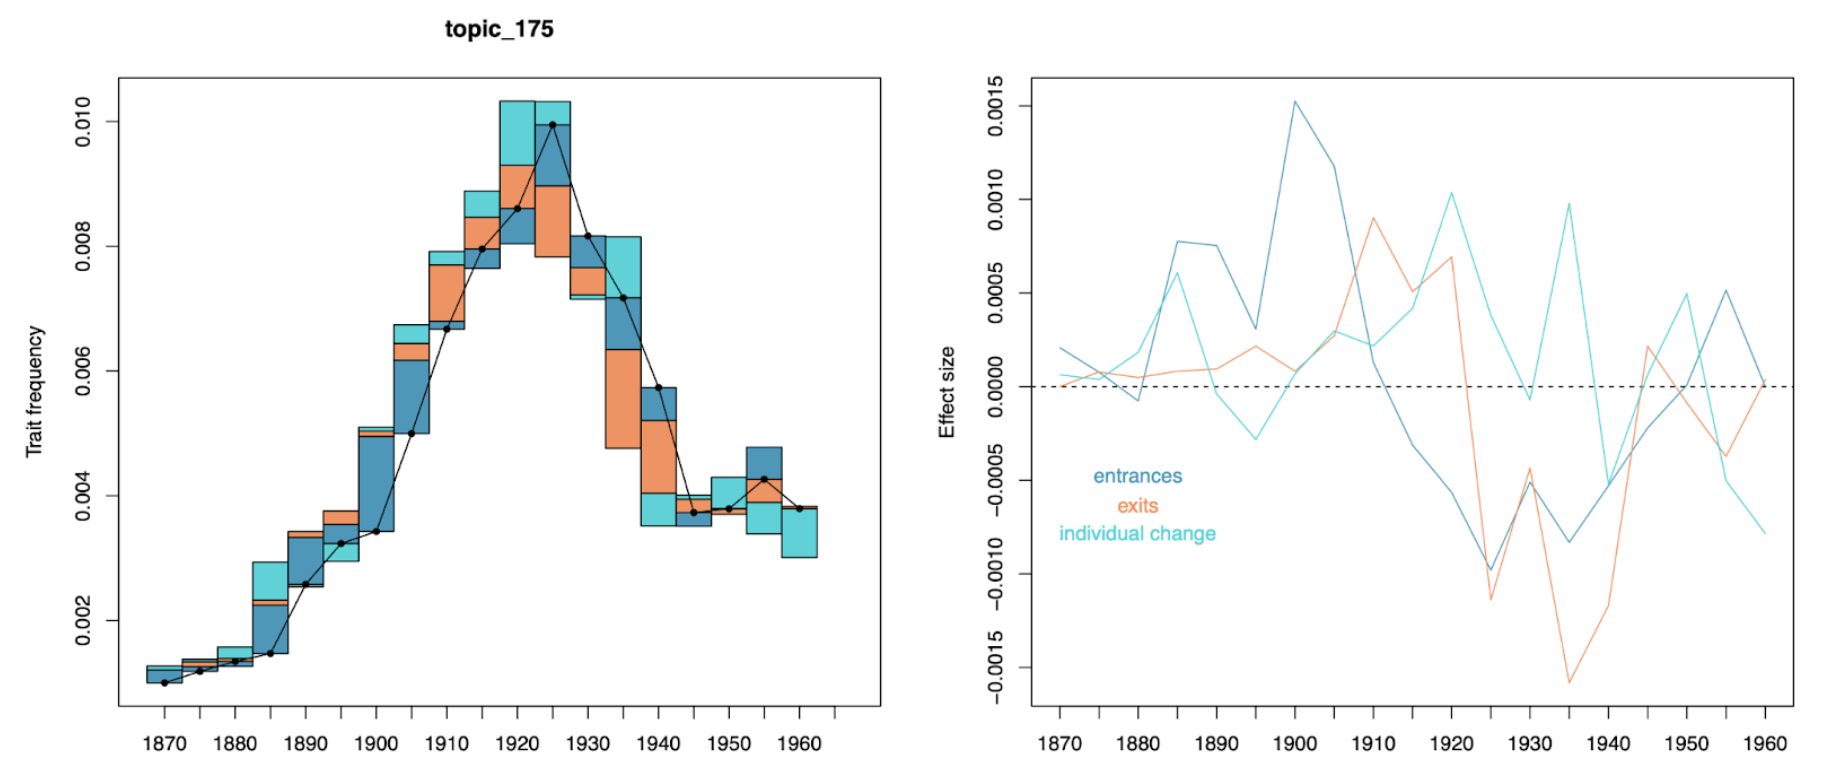 topic_175
Trait frequency
0.010
0.008
0.006
0.004
0.002
1870 1880 1890 1900 1910 1920 1930 1940 1950 1960
Effect size
0.0015
0.0010
0.0005
0.0000
−0.0005
−0.0010
−0.0015
entrances
exits
individual change
1870 1880 1890 1900 1910 1920 1930 1940 1950 1960